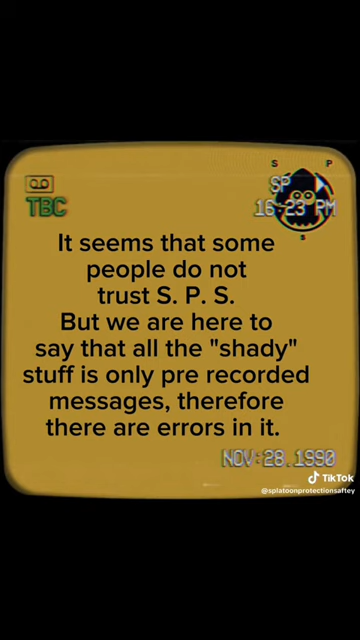 S P
SP
TBC
16:23 PM
S
It seems that some
people do not
trust S. P. S.
But we are here to
say that all the "shady"
stuff is only pre recorded
messages, therefore
there are errors in it.
NOV.28.1990
TikTok
@splatoonprotectionsaftey